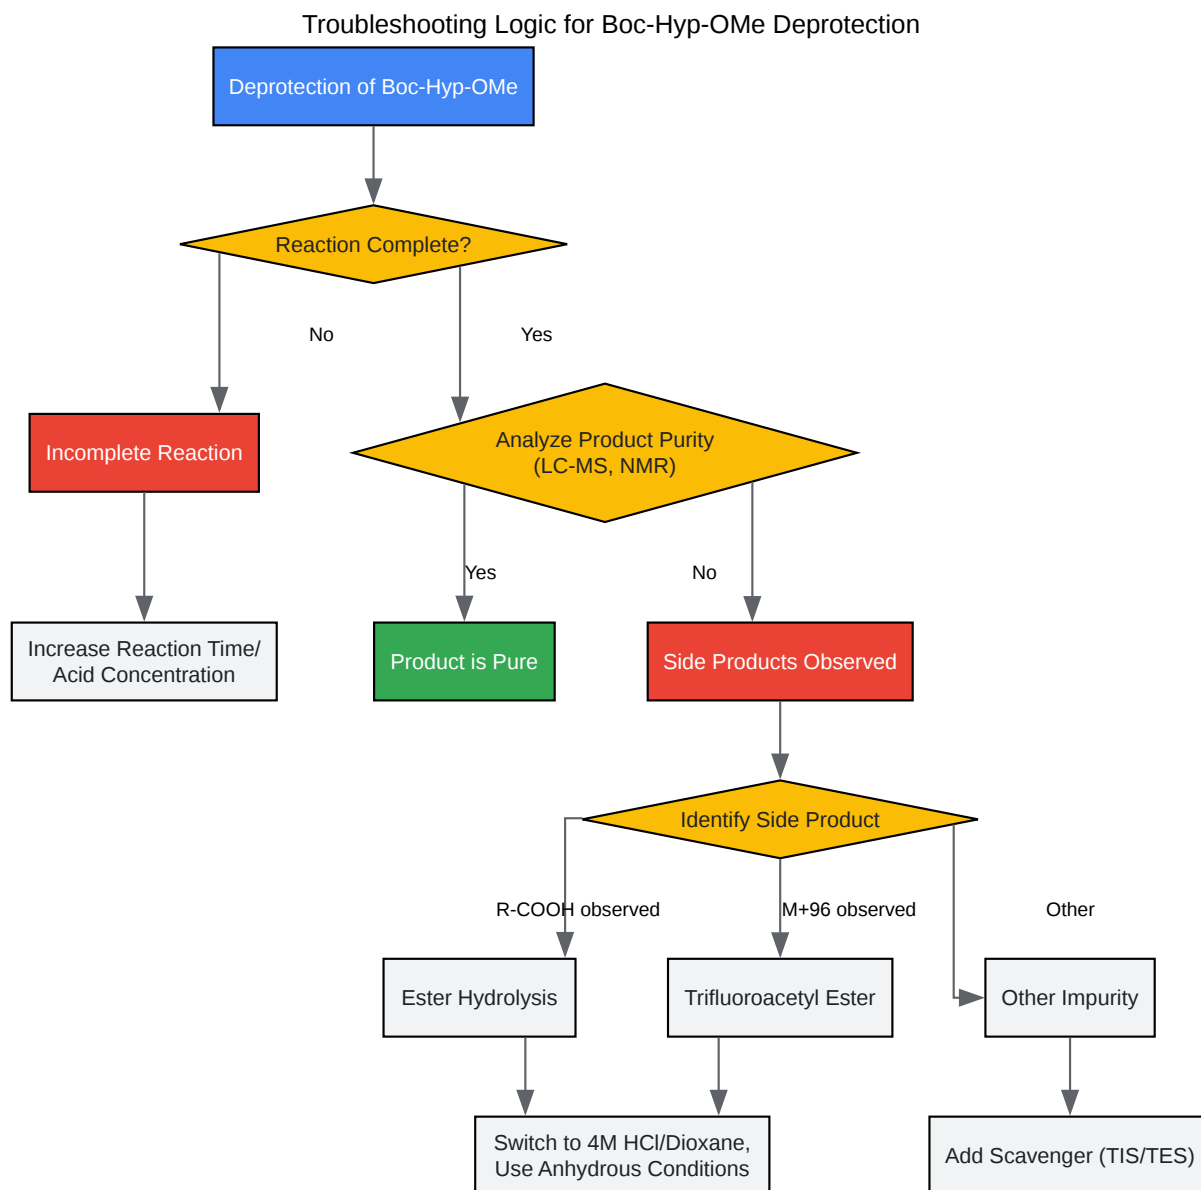 Troubleshooting Logic for Boc-Hyp-OMe Deprotection
Deprotection of Boc-Hyp-OMe
Reaction Complete?
No
Yes
Incomplete Reaction
Analyze Product Purity
(LC-MS, NMR)
Yes
No
Increase Reaction Time/
Acid Concentration
Product is Pure
Side Products Observed
Identify Side Product
R-COOH observed
M+96 observed
Other
Ester Hydrolysis
Trifluoroacetyl Ester
Other Impurity
Switch to 4M HCl/Dioxane,
Use Anhydrous Conditions
Add Scavenger (TIS/TES)